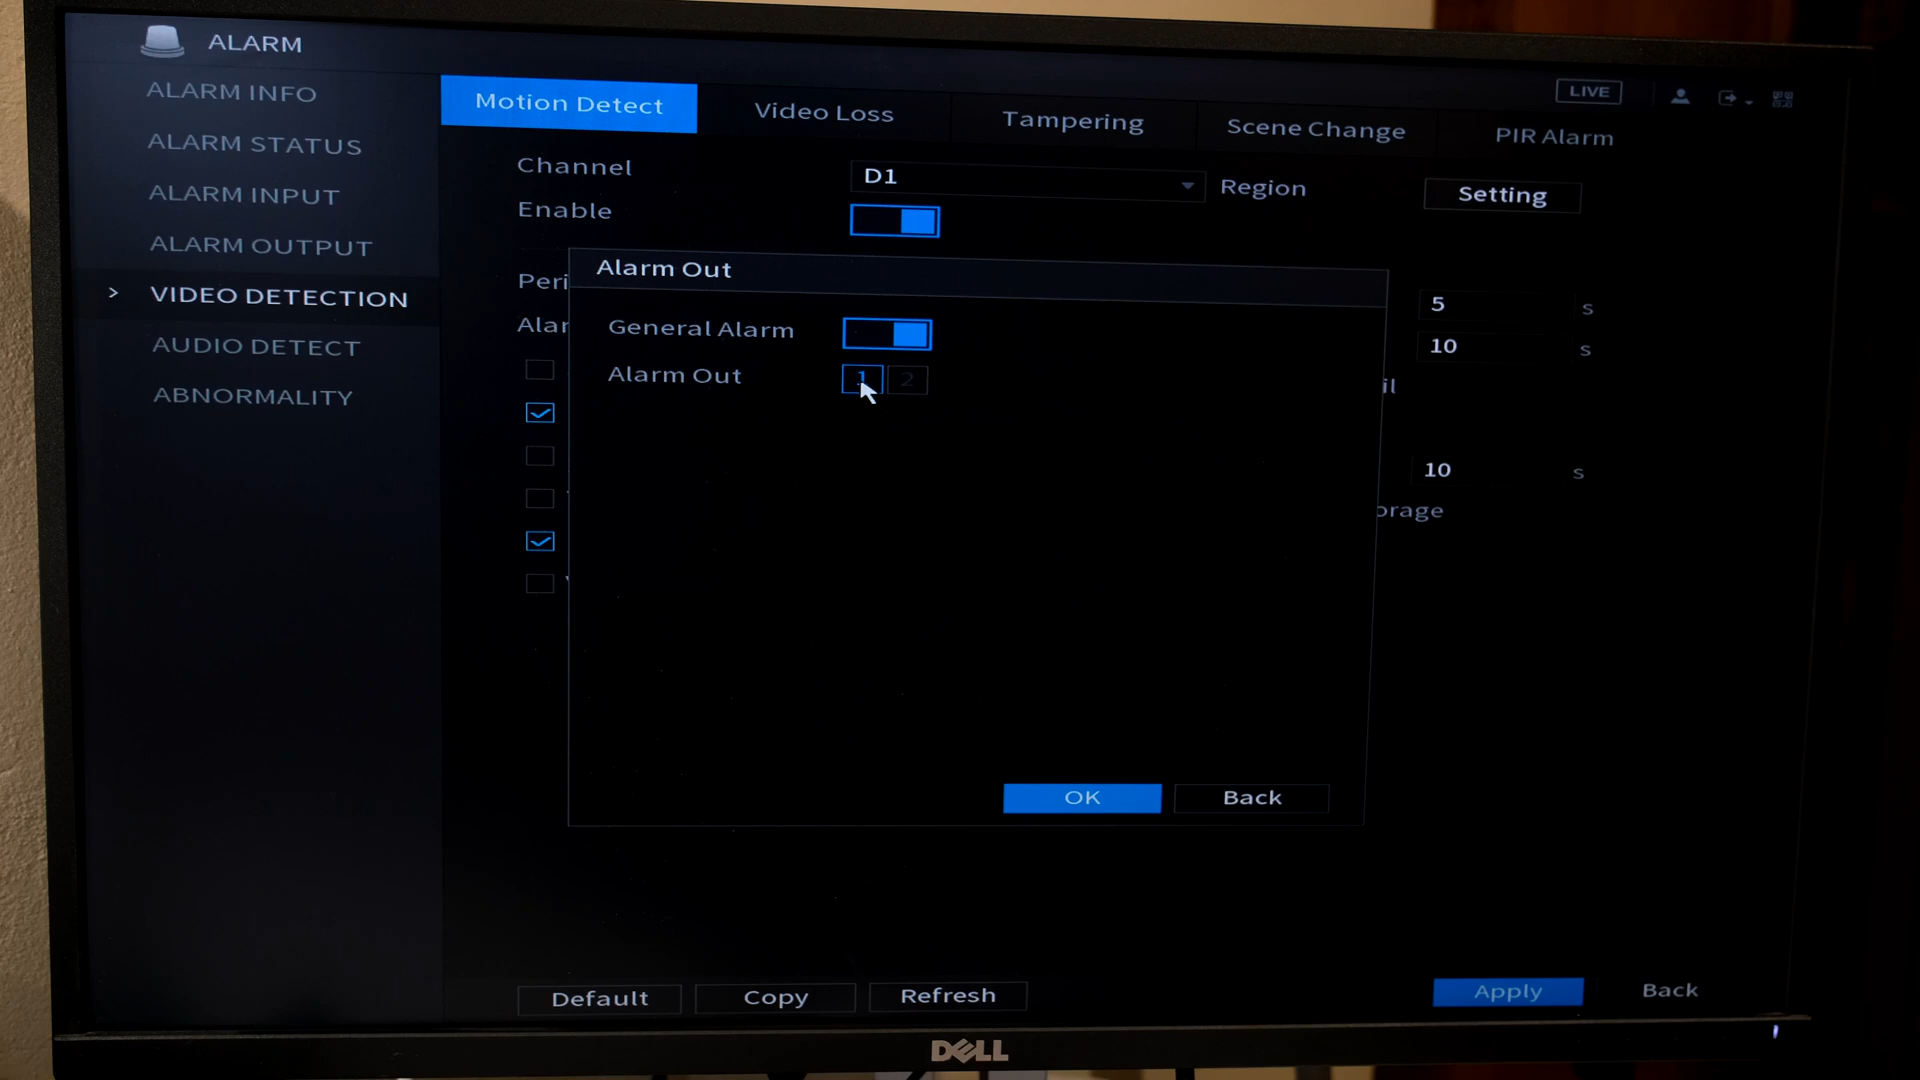 ALARM
LIVE
ALARM INFO
ALARM STATUS
ALARM INPUT
ALARM OUTPUT
> VIDEO DETECTION
AUDIO DETECT
ABNORMALITY
Motion Detect Video Loss Tampering Scene Change PIR Alarm
Channel D1 Region Setting
Enable
Peri 5 s
Alar 10 s
il
10 s
orage
Alarm Out
General Alarm
Alarm Out 1 2
OK Back
Default Copy Refresh Apply Back
DELL